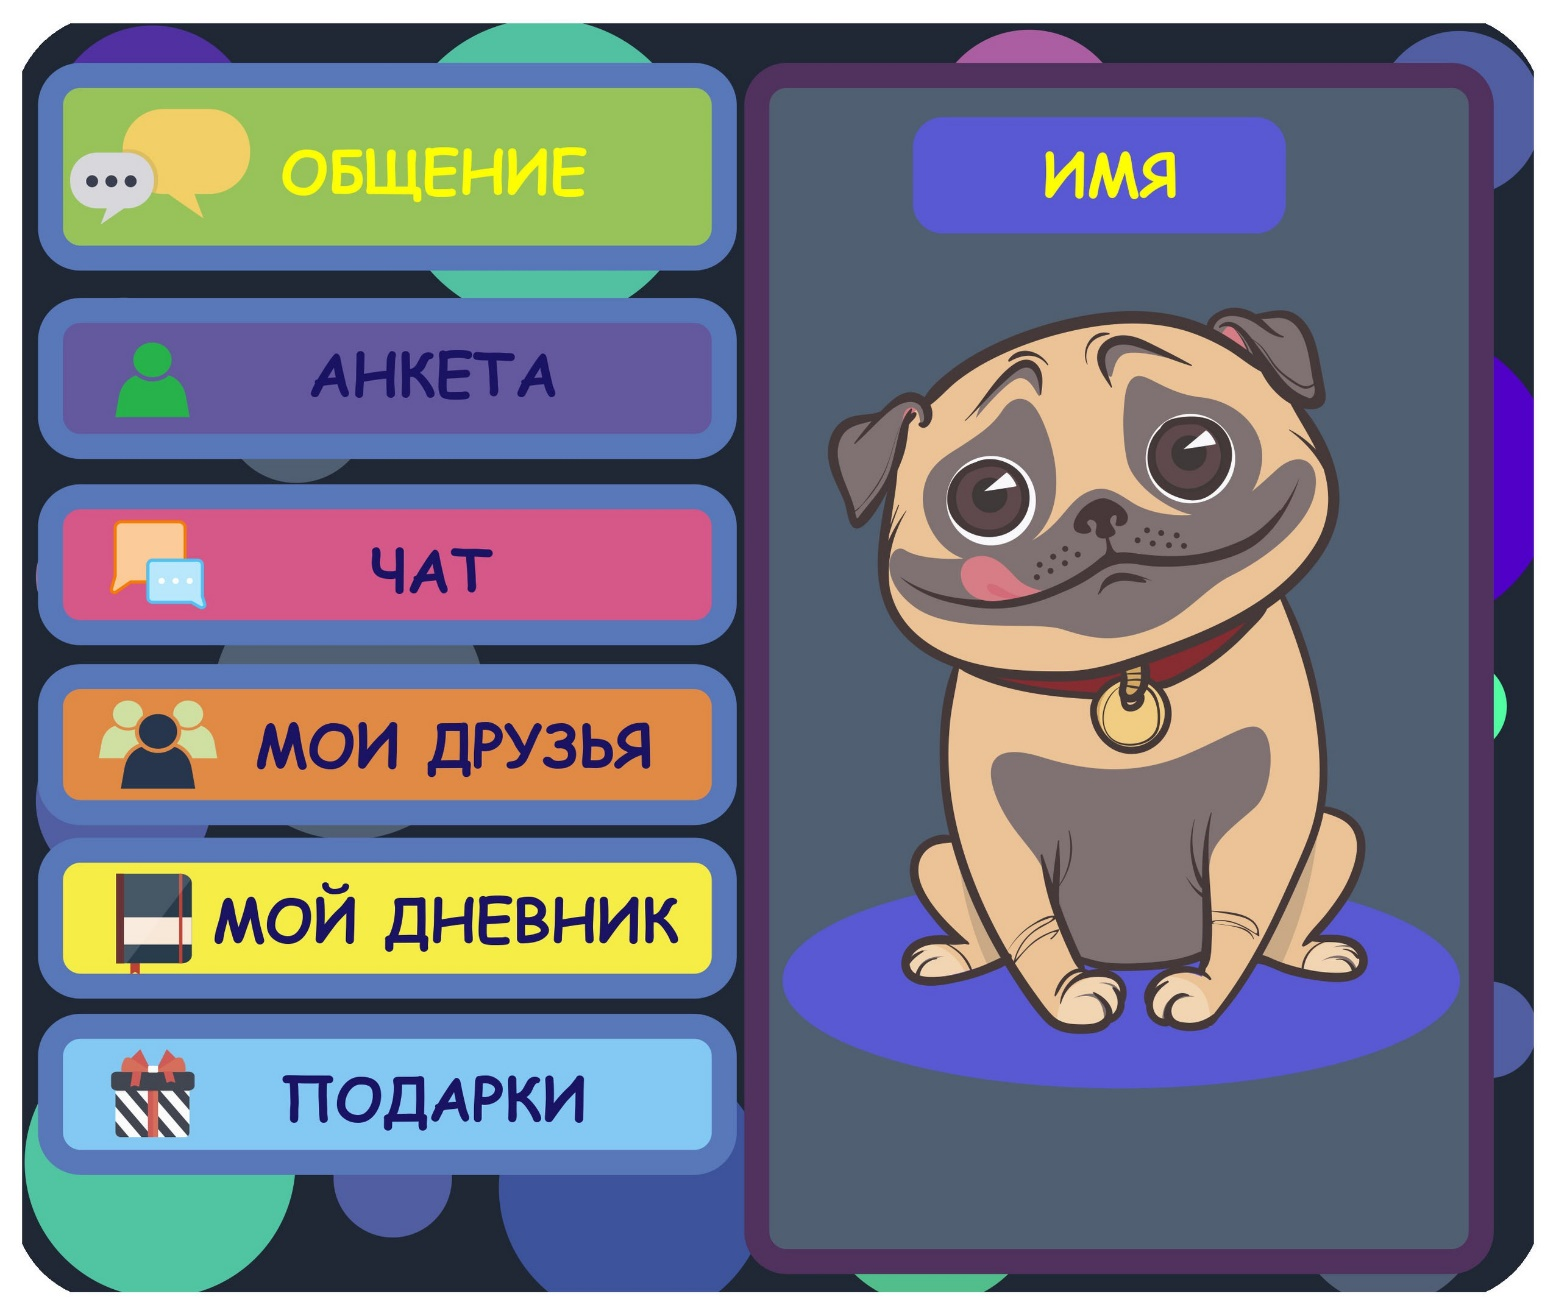 ОБЩЕНИЕ
АНКЕТА
ЧАТ
МОИ ДРУЗЬЯ
МОЙ ДНЕВНИК
ПОДАРКИ
ИМЯ